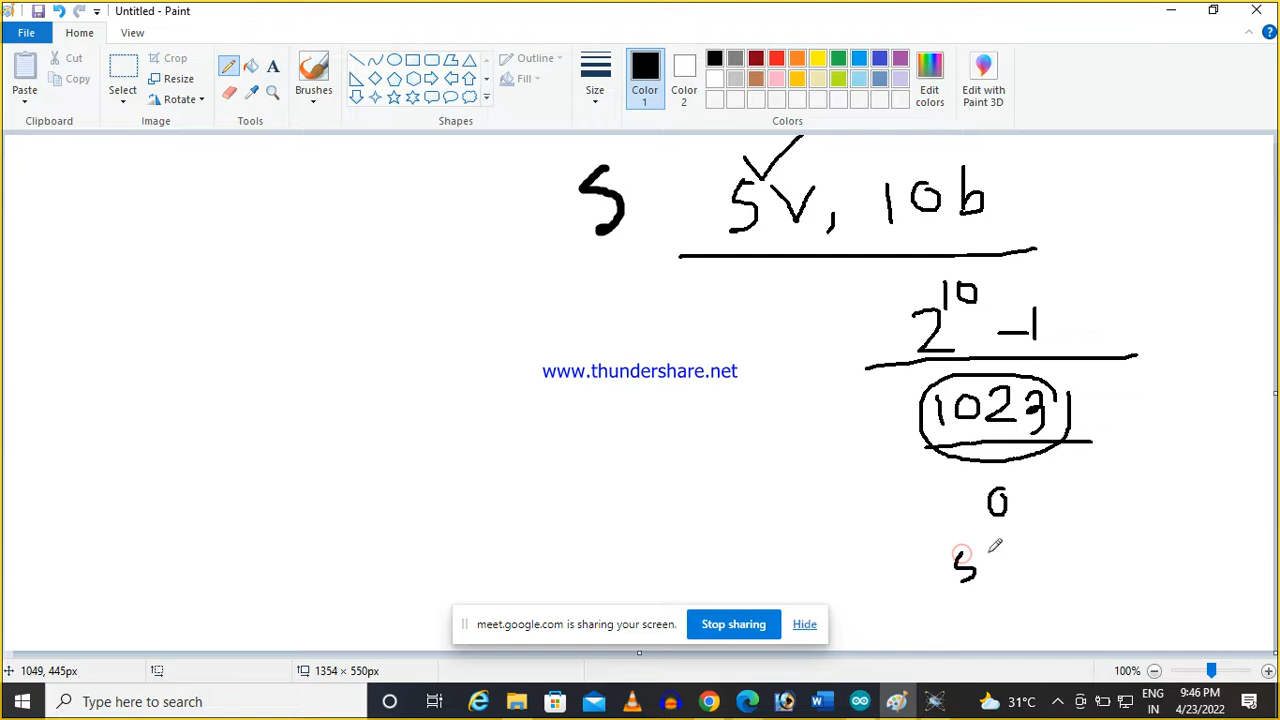 Untitled - Paint
File Home View
Paste
Cut
Copy
Clipboard
Select
Crop
Resize
Rotate
Image
A
Tools
Brushes
Outline
Fill
Shapes
Size
Color 1
Color 2
Colors
Edit colors
Edit with Paint 3D
S 5V, 10b
2^10 -1
1023
0
5
www.thundershare.net
meet.google.com is sharing your screen. Stop sharing Hide
1049, 445px 1354 × 550px 100%
Type here to search
31°C
ENG
IN
9:46 PM
4/23/2022